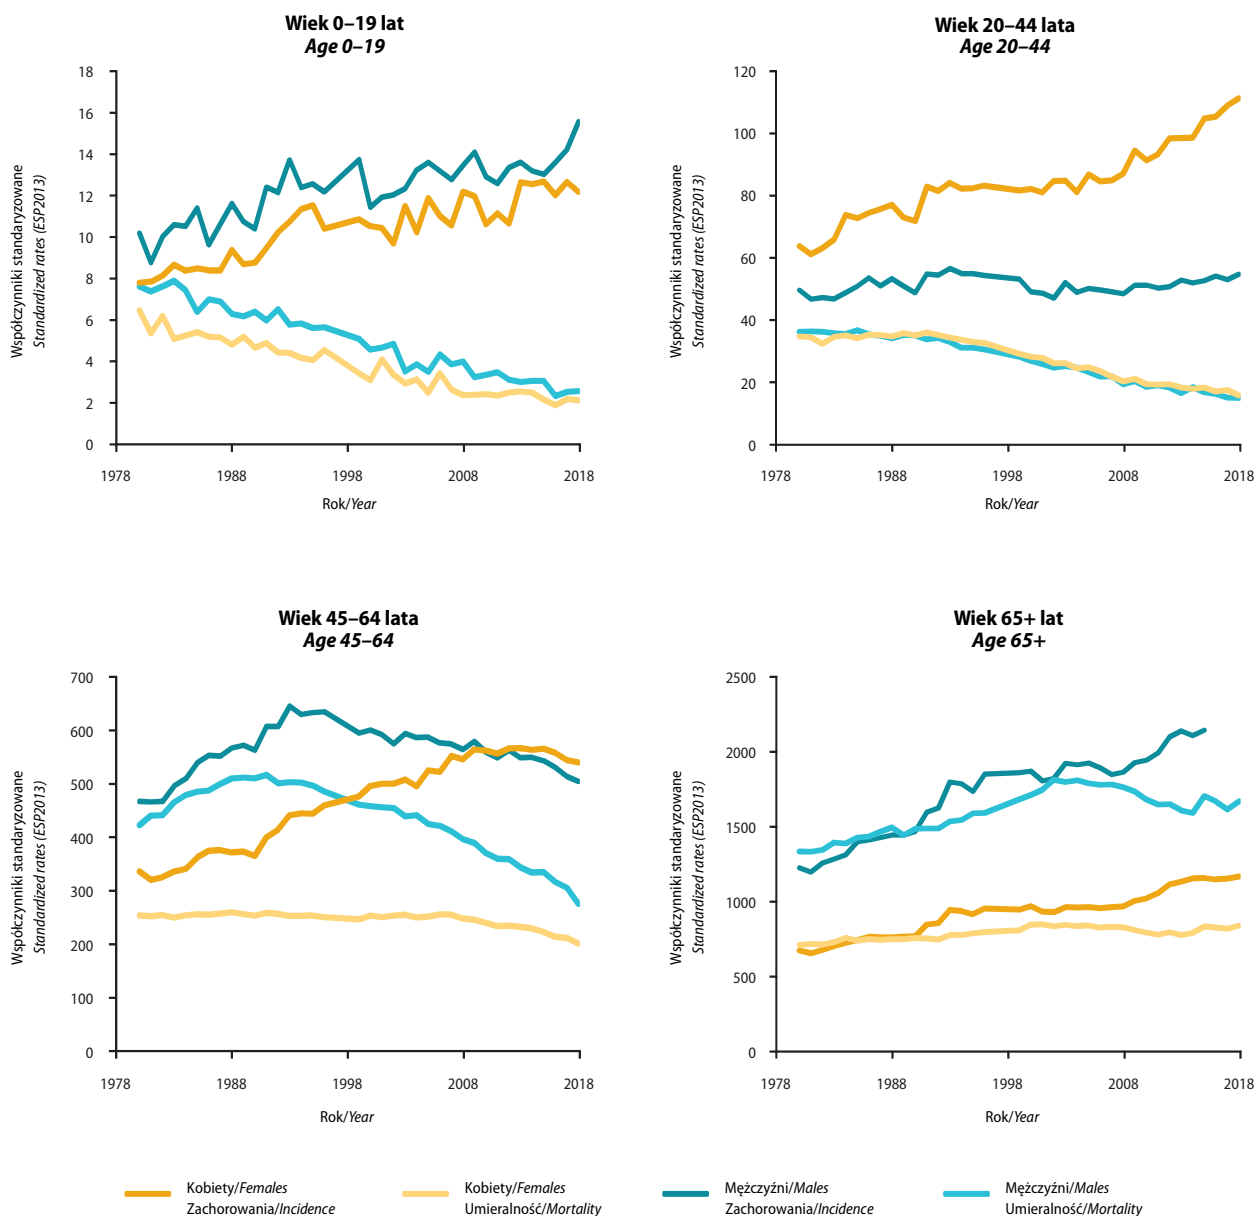 Wiek 0–19 lat
Age 0–19
Współczynniki standaryzowane
Standardized rates (ESP2013)
18
16
14
12
10
8
6
4
2
0
1978
1988
1998
2008
2018
Rok/Year
Wiek 20–44 lata
Age 20–44
Współczynniki standaryzowane
Standardized rates (ESP2013)
120
100
80
60
40
20
0
1978
1988
1998
2008
2018
Rok/Year
Wiek 45–64 lata
Age 45–64
Współczynniki standaryzowane
Standardized rates (ESP2013)
700
600
500
400
300
200
100
0
1978
1988
1998
2008
2018
Rok/Year
Wiek 65+ lat
Age 65+
Współczynniki standaryzowane
Standardized rates (ESP2013)
2500
2000
1500
1000
500
0
1978
1988
1998
2008
2018
Rok/Year
Kobiety/Females
Zachorowania/Incidence
Kobiety/Females
Umieralność/Mortality
Mężczyźni/Males
Zachorowania/Incidence
Mężczyźni/Males
Umieralność/Mortality